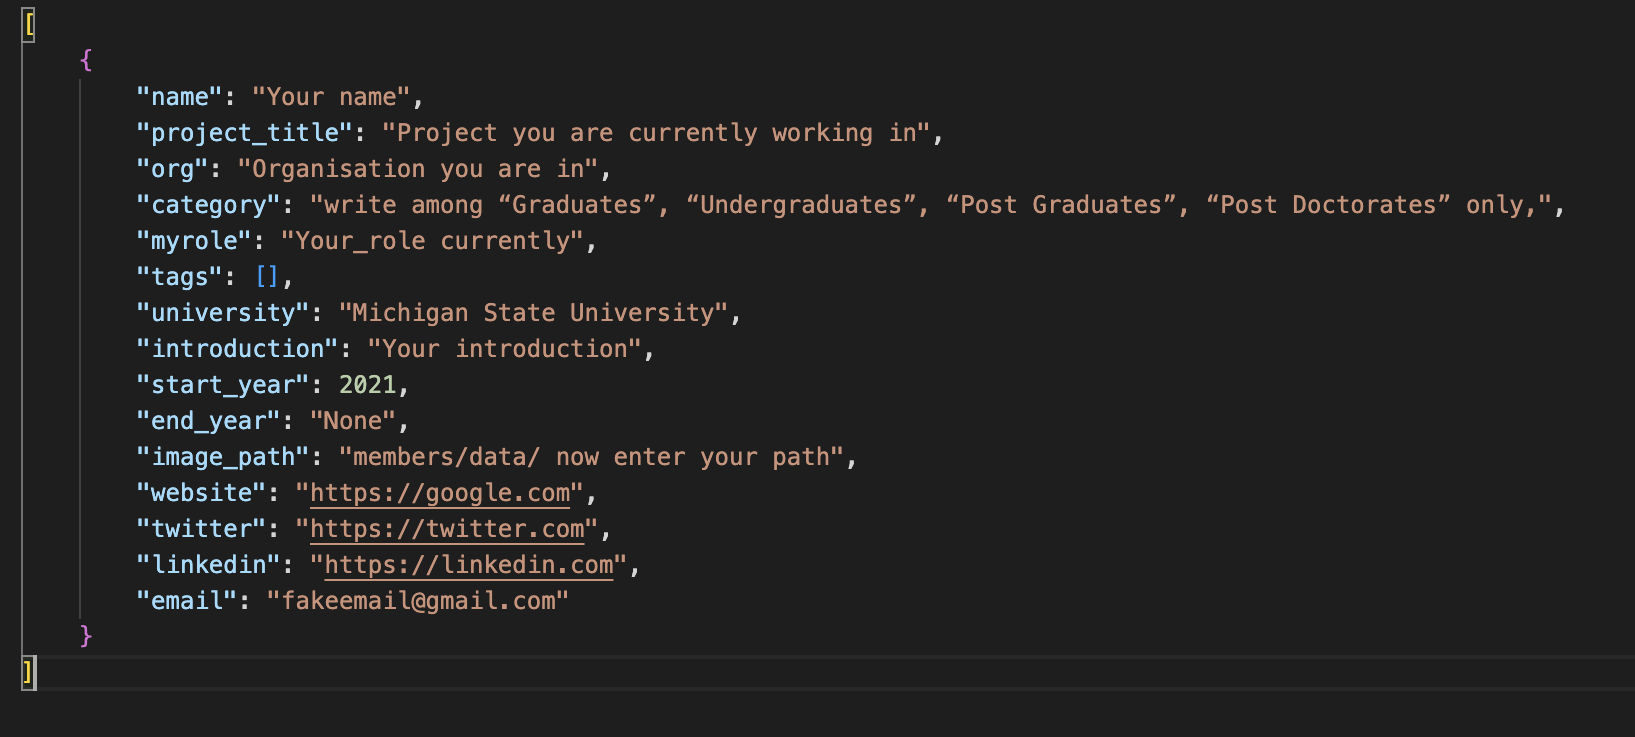 [
    {
        "name": "Your name",
        "project_title": "Project you are currently working in",
        "org": "Organisation you are in",
        "category": "write among “Graduates”, “Undergraduates”, “Post Graduates”, “Post Doctorates” only,",
        "myrole": "Your_role currently",
        "tags": [],
        "university": "Michigan State University",
        "introduction": "Your introduction",
        "start_year": 2021,
        "end_year": "None",
        "image_path": "members/data/ now enter your path",
        "website": "https://google.com",
        "twitter": "https://twitter.com",
        "linkedin": "https://linkedin.com",
        "email": "fakeemail@gmail.com"
    }
]